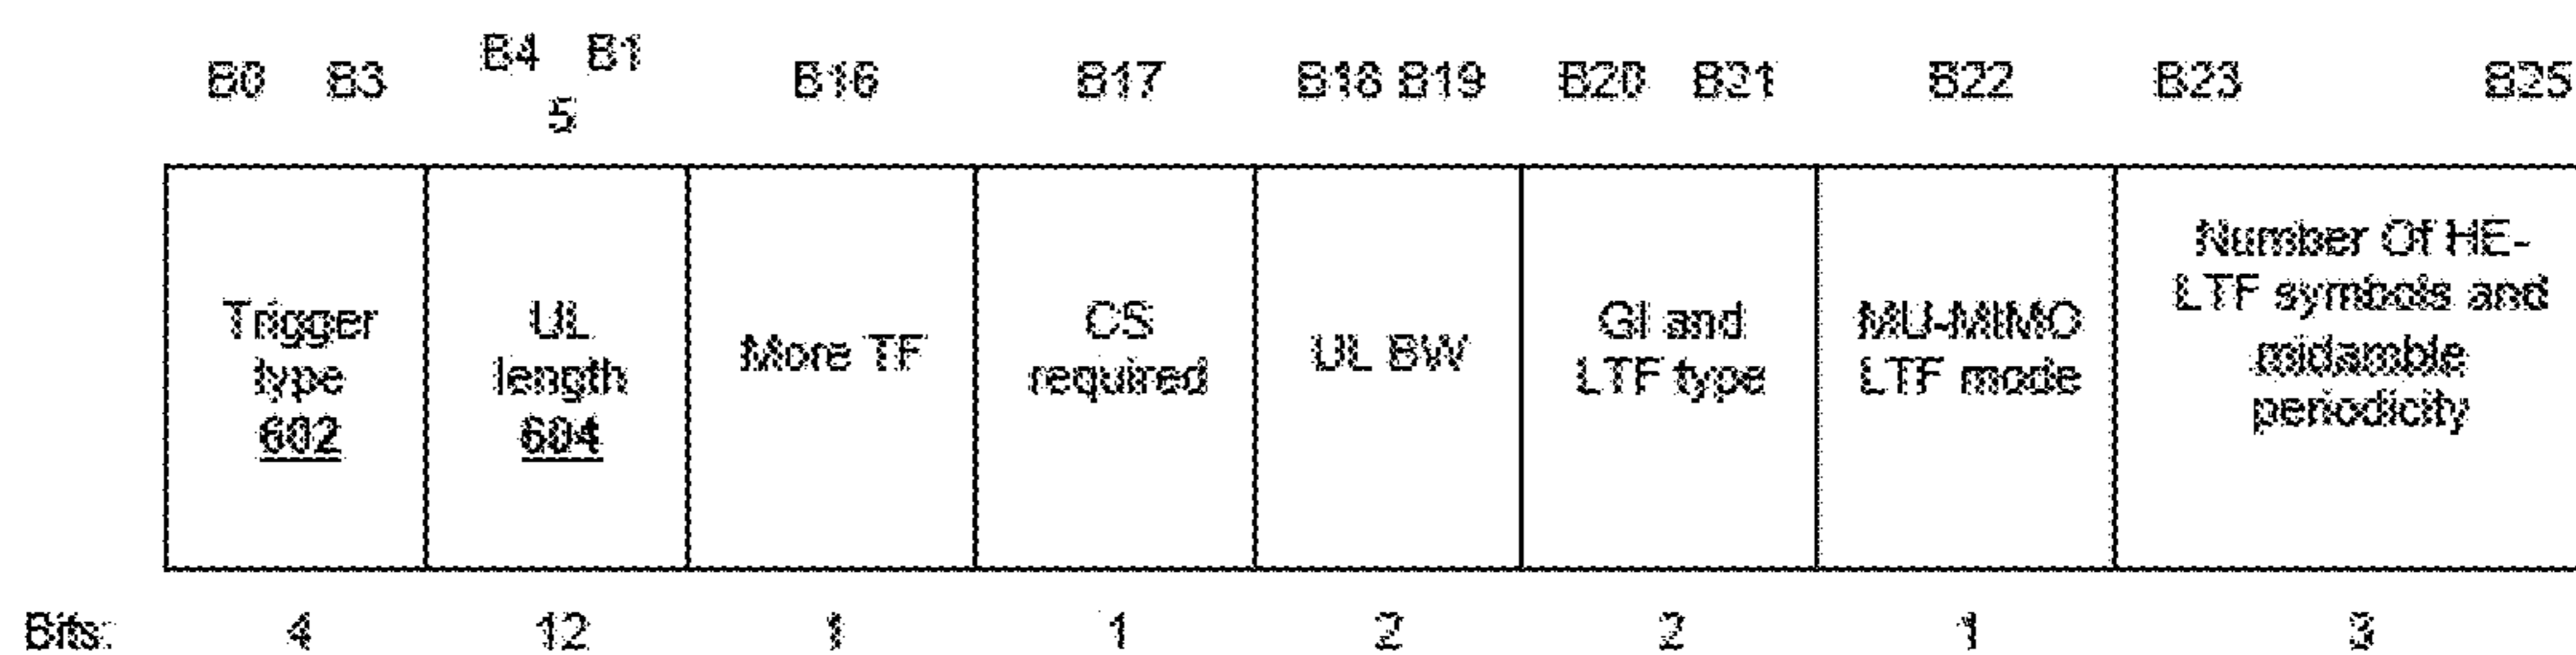 B0 B3 B4 B1 B16 B17 B18 B19 B20 B21 B22 B23 B25
5
Trigger
type
602
UL
length
604
More TF
CS
required
UL BW
GI and
LTF type
MU-MIMO
LTF mode
Number Of HE-
LTF symbols and
midamble
periodicity
Bits: 4 12 1 1 2 2 1 3